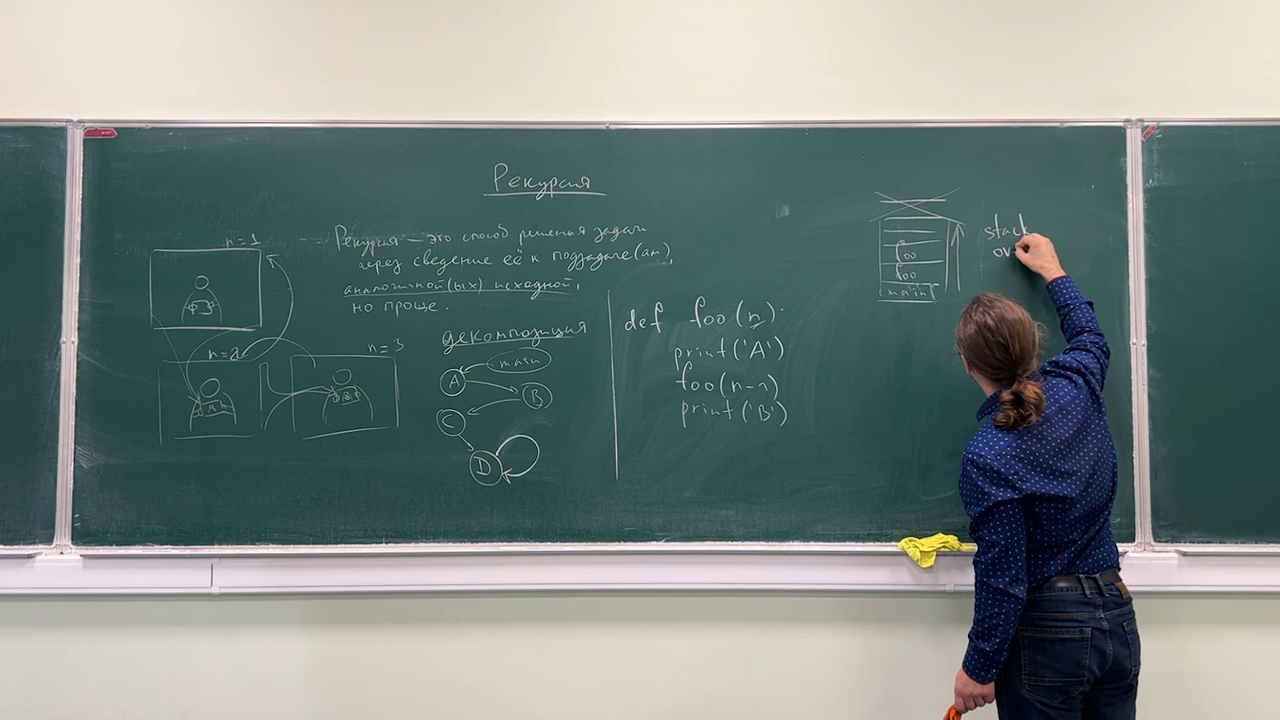 Рекурсия
Рекурсия – это способ решения задачи
через сведение её к подзадаче(ам),
аналогичной(ых) исходной,
но проще.
n=1
n=2
n=3
декомпозиция
main
A
B
C
D
def foo(n):
print('A')
foo(n-1)
print('B')
foo
foo
main
stack
ov